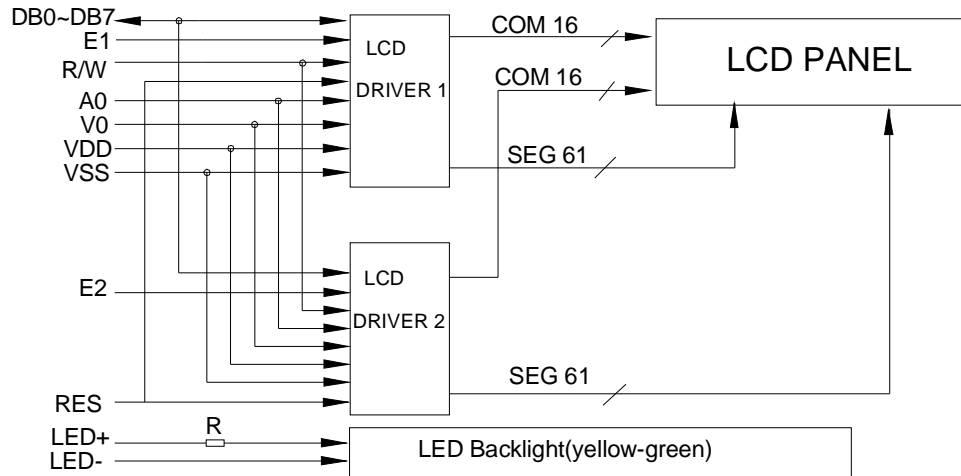 DB0~DB7
E1
R/W
A0
V0
VDD
VSS
LCD
DRIVER 1
COM 16
COM 16
SEG 61
LCD PANEL
E2
RES
LCD
DRIVER 2
SEG 61
LED+
LED-
R
LED Backlight(yellow-green)